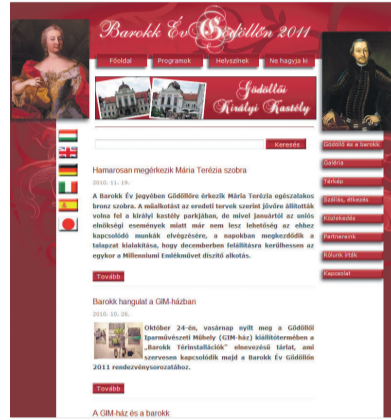 Barokk Év Gödöllőn 2011
Főoldal
Programok
Helyszínek
Ne hagyja ki
Gödöllői
Királyi Kastély
Keresés
Hamarosan megérkezik Mária Terézia szobra
2010. 11. 19.
A Barokk Év jegyében Gödöllőre érkezik Mária Terézia egészalakos
bronz szobra. A műalkotást az eredeti tervek szerint jövőre állították
volna fel a királyi kastély parkjában, de mivel januártól az uniós
elnökségi események miatt már nem lesz lehetőség az ehhez
kapcsolódó munkák elvégzésére, a napokban megkezdődik a
talapzat kialakítása, hogy decemberben felállításra kerülhessen az
egykor a Millenniumi Emlékművet díszítő alkotás.
Tovább
Barokk hangulat a GIM-házban
2010. 10. 26.
Október 24-én, vasárnap nyílt meg a Gödöllői
Iparművészeti Műhely (GIM-ház) kiállítótermében a
„Barokk Térinstallációk" elnevezésű tárlat, ami
szervesen kapcsolódik majd a Barokk Év Gödöllőn
2011 rendezvénysorozatához.
Tovább
A GIM-ház és a barokk
Gödöllő és a barokk
Galéria
Térkép
Szállás, étkezés
Közlekedés
Partnereink
Rólunk írták
Kapcsolat